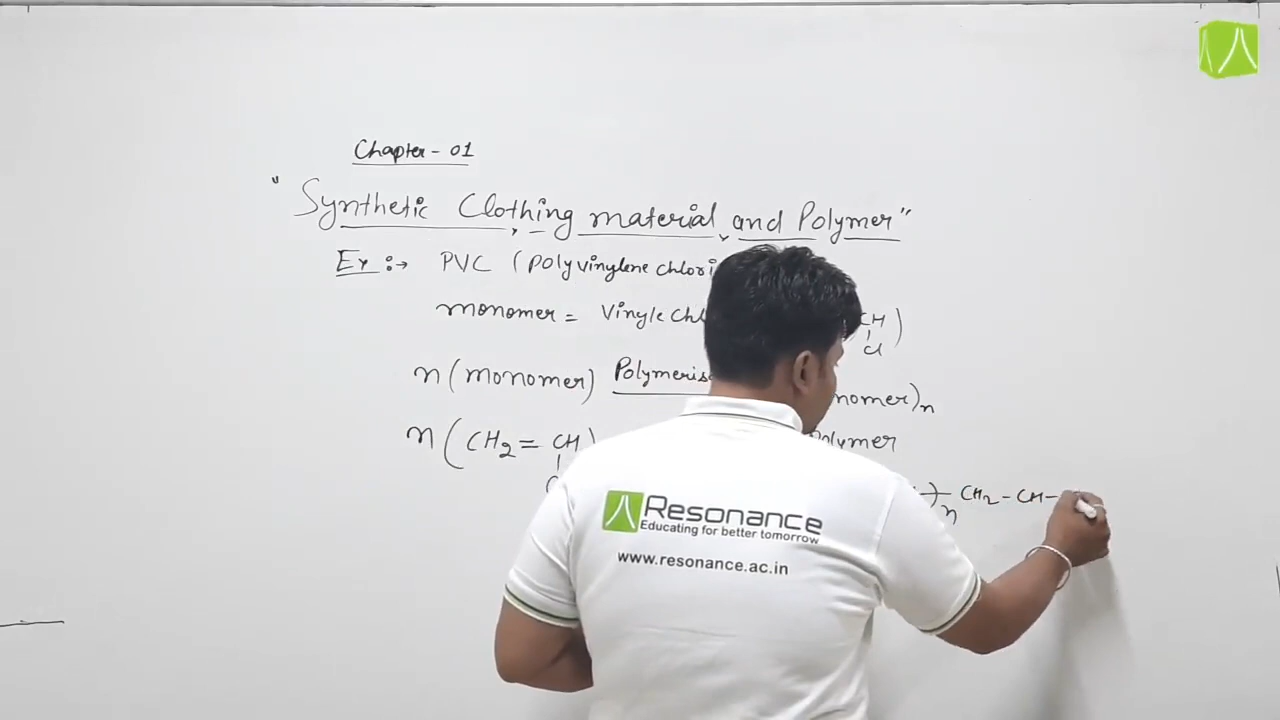 Chapter - 01
"Synthetic Clothing material and Polymer"
Ex :→ PVC (Polyvinylene chlori
monomer = Vinyle Chl CH)
Cl
n(monomer) Polymeris nomer)n
n(CH2 = CH) Polymer
)n CH2 - CH -
Resonance
Educating for better tomorrow
www.resonance.ac.in